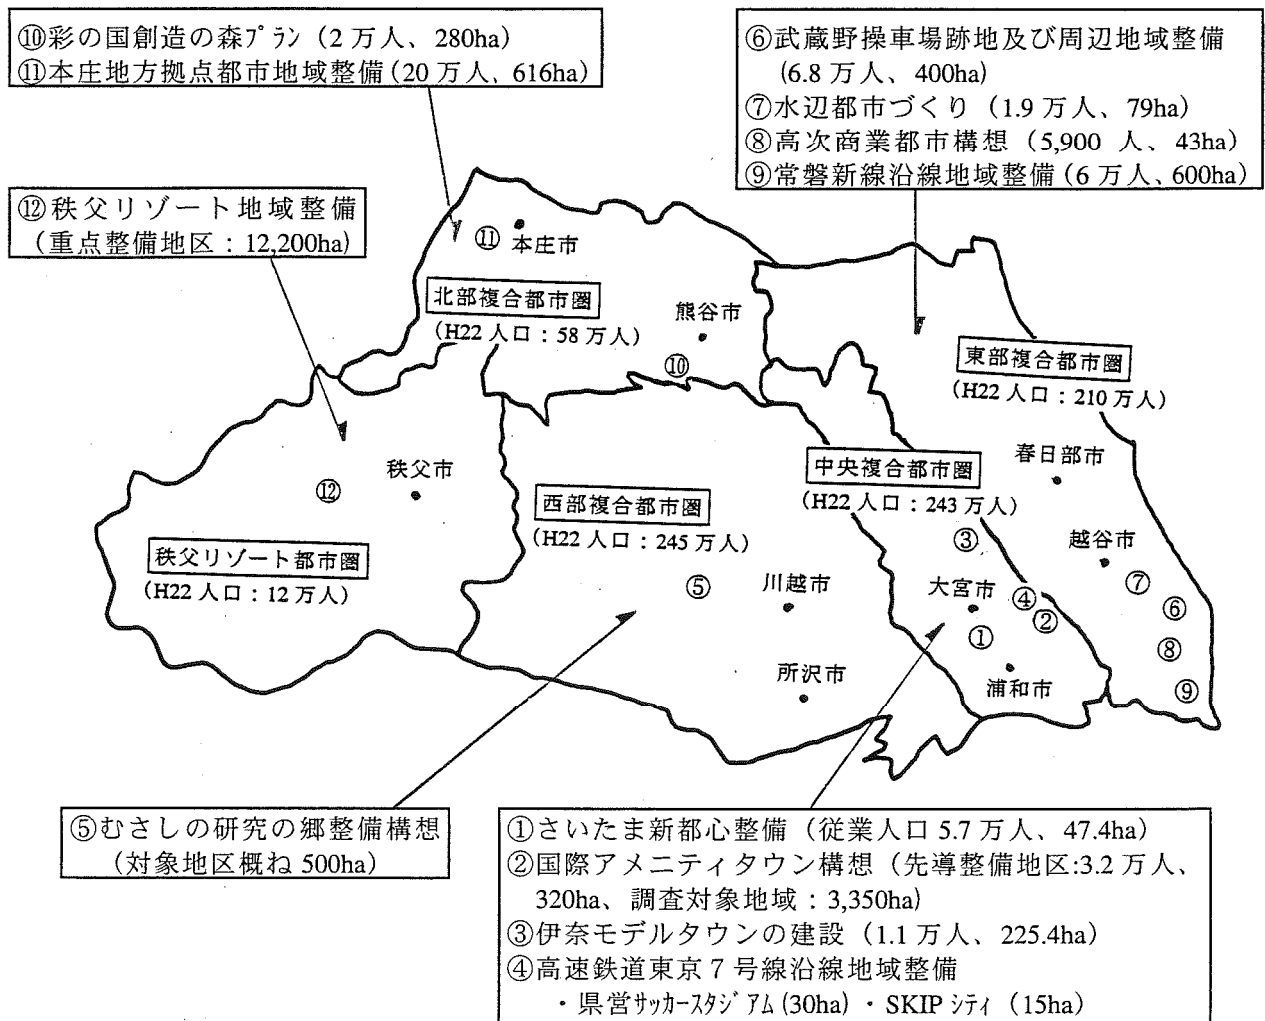 ⑩彩の国創造の森ﾌﾟﾗﾝ（2万人、280ha）
⑪本庄地方拠点都市地域整備(20万人、616ha)
⑥武蔵野操車場跡地及び周辺地域整備
(6.8万人、400ha)
⑦水辺都市づくり（1.9万人、79ha）
⑧高次商業都市構想（5,900 人、43ha）
⑨常磐新線沿線地域整備(6万人、600ha)
⑫秩父リゾート地域整備
（重点整備地区：12,200ha）
⑪
本庄市
北部複合都市圏
(H22人口：58万人）
熊谷市
⑩
東部複合都市圏
(H22人口：210万人）
春日部市
越谷市
⑦
⑥
⑧
⑨
中央複合都市圏
(H22人口：243万人）
③
大宮市
④
②
①
浦和市
秩父市
⑫
秩父リゾート都市圏
(H22人口：12万人）
西部複合都市圏
(H22人口：245万人）
⑤
川越市
所沢市
⑤むさしの研究の郷整備構想
（対象地区概ね500ha）
①さいたま新都心整備（従業人口5.7万人、47.4ha）
②国際アメニティタウン構想（先導整備地区:3.2万人、
320ha、調査対象地域：3,350ha）
③伊奈モデルタウンの建設（1.1万人、225.4ha）
④高速鉄道東京7号線沿線地域整備
・県営ｻｯｶｰｽﾀｼﾞｱﾑ(30ha)・SKIPｼﾃｨ（15ha）